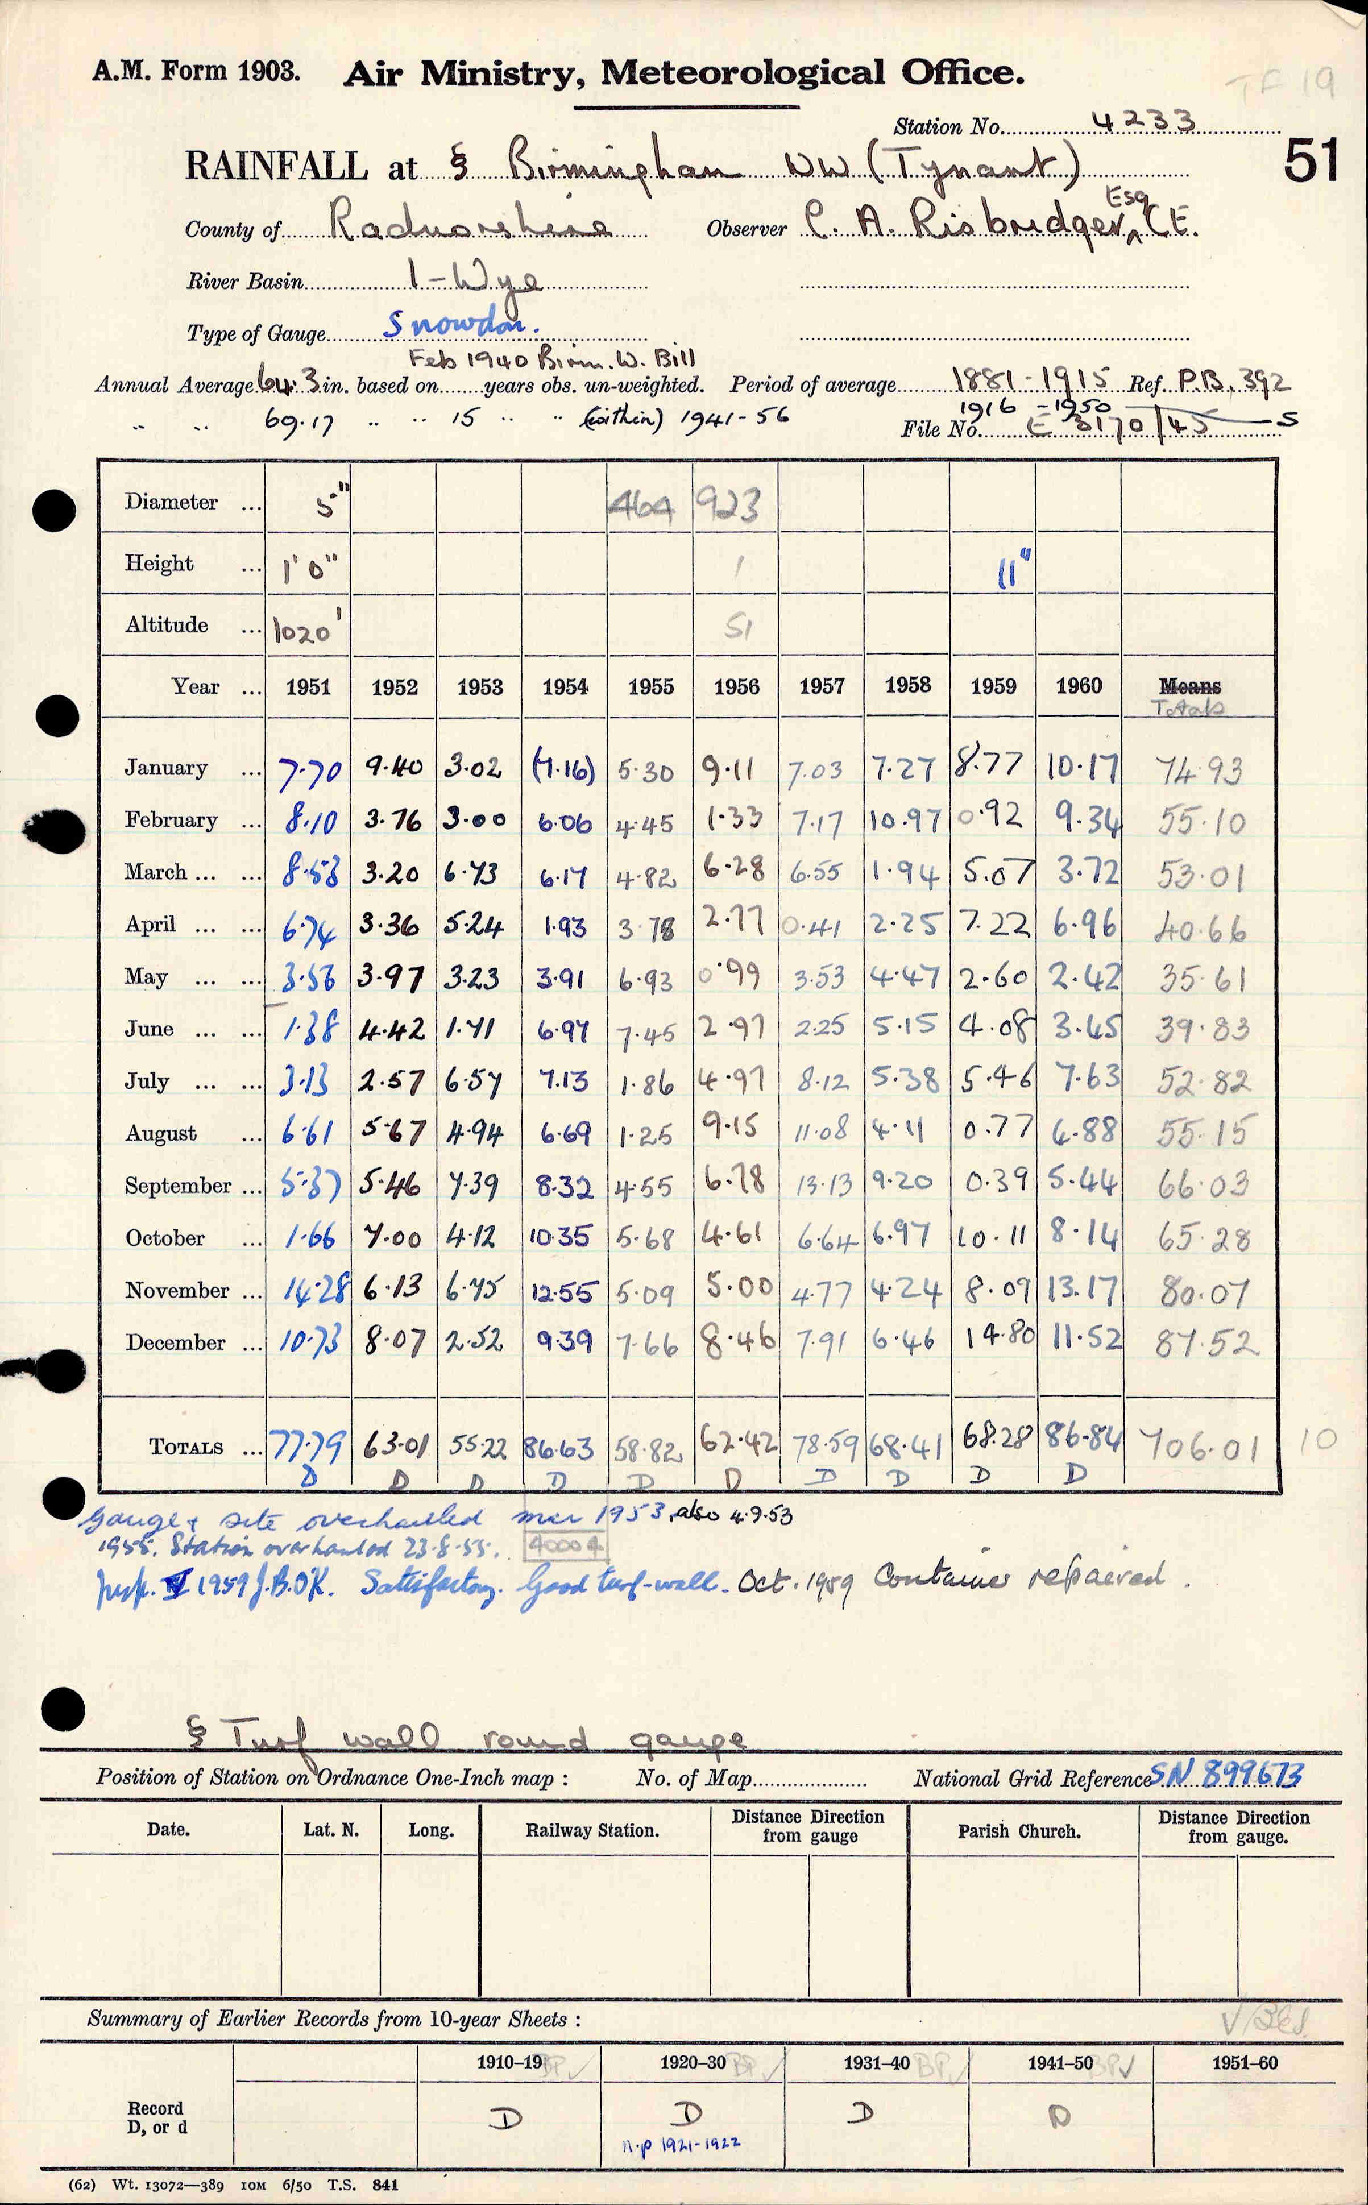 A.M. Form 1903. Air Ministry, Meteorological Office. TF 19
Station No. 4233
51
RAINFALL at § Birmingham WW (Tynant)
County of Radnorshire Observer C. A. Risbridger, Esq C.E.
River Basin 1-Wye
Type of Gauge Snowdon.
Feb 1940 Birm. W. Bill
Annual Average 64.3 in. based on years obs. un-weighted. Period of average 1881-1915 Ref. P.B. 392
" " 69.17 " " 15 " " (within) 1941-56 1916-1950
File No. E 3170/45 S
Diameter ... 5" 464 923
Height ... 1' 0" 1 11"
Altitude ... 1020' 51
Year ... 1951 1952 1953 1954 1955 1956 1957 1958 1959 1960 Means
Totals
January ... 7.70 9.40 3.02 (7.16) 5.30 9.11 7.03 7.27 8.77 10.17 74.93
February ... 8.10 3.76 3.00 6.06 4.45 1.33 7.17 10.97 0.92 9.34 55.10
March ... ... 8.53 3.20 6.73 6.17 4.82 6.28 6.55 1.94 5.07 3.72 53.01
April ... ... 6.74 3.36 5.24 1.93 3.78 2.77 0.41 2.25 7.22 6.96 40.66
May ... ... 3.56 3.97 3.23 3.91 6.93 0.99 3.53 4.47 2.60 2.42 35.61
June ... ... 1.38 4.42 1.71 6.97 7.45 2.97 2.25 5.15 4.08 3.45 39.83
July ... ... 3.13 2.57 6.57 7.13 1.86 4.97 8.12 5.38 5.46 7.63 52.82
August ... 6.61 5.67 4.94 6.69 1.25 9.15 11.08 4.11 0.77 4.88 55.15
September ... 5.37 5.46 7.39 8.32 4.55 6.78 13.13 9.20 0.39 5.44 66.03
October ... 1.66 7.00 4.12 10.35 5.68 4.61 6.64 6.97 10.11 8.14 65.28
November ... 14.28 6.13 6.75 12.55 5.09 5.00 4.77 4.24 8.09 13.17 80.07
December ... 10.73 8.07 2.52 9.39 7.66 8.46 7.91 6.46 14.80 11.52 87.52
TOTALS ... 77.79 63.01 55.22 86.63 58.82 62.42 78.59 68.41 68.28 86.84 706.01 10
D D D D D D D D D D
Gauge & site overhauled 1953, also 4.9.53
1955. Station overhauled 23.8.55. 40004
Insp. 1959 J.B. OK. Satisfactory. Good turf-wall. Oct. 1959 Container repaired.
§ Turf wall round gauge
Position of Station on Ordnance One-Inch map : No. of Map National Grid Reference SN 899673
Date. Lat. N. Long. Railway Station. Distance Direction from gauge Parish Church. Distance Direction from gauge.
Summary of Earlier Records from 10-year Sheets :
1910-19 BP✓ 1920-30 BP✓ 1931-40 BP✓ 1941-50 BP✓ 1951-60
Record D, or d D D D D
n.p 1921-1922
(62) Wt. 13072—389 10M 6/50 T.S. 841